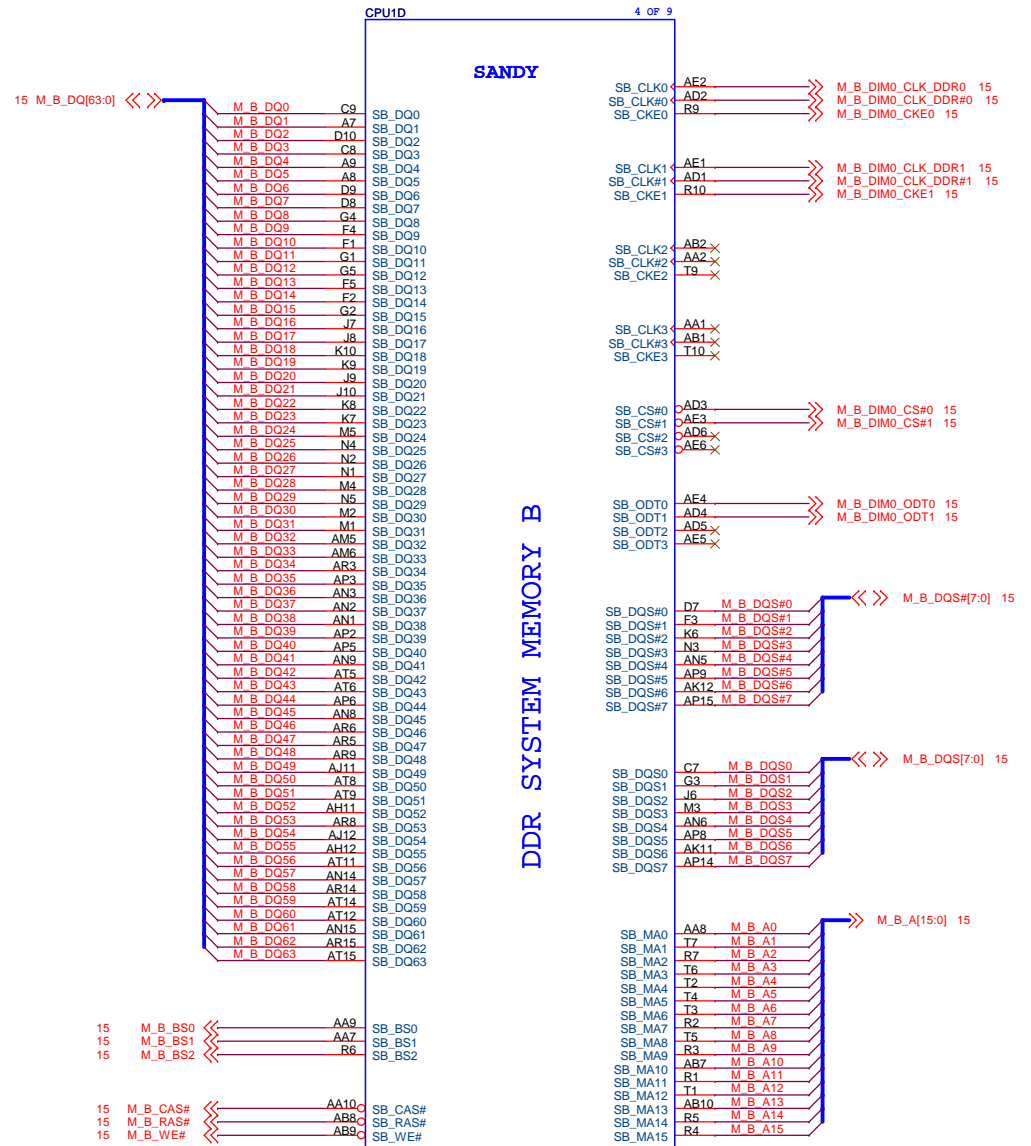 CPU1D 4 OF 9
SANDY
15 M_B_DQ[63:0]
M_B_DQ0 C9 SB_DQ0
M_B_DQ1 A7 SB_DQ1
M_B_DQ2 D10 SB_DQ2
M_B_DQ3 C8 SB_DQ3
M_B_DQ4 A9 SB_DQ4
M_B_DQ5 A8 SB_DQ5
M_B_DQ6 D9 SB_DQ6
M_B_DQ7 D8 SB_DQ7
M_B_DQ8 G4 SB_DQ8
M_B_DQ9 F4 SB_DQ9
M_B_DQ10 F1 SB_DQ10
M_B_DQ11 G1 SB_DQ11
M_B_DQ12 G5 SB_DQ12
M_B_DQ13 F5 SB_DQ13
M_B_DQ14 F2 SB_DQ14
M_B_DQ15 G2 SB_DQ15
M_B_DQ16 J7 SB_DQ16
M_B_DQ17 J8 SB_DQ17
M_B_DQ18 K10 SB_DQ18
M_B_DQ19 K9 SB_DQ19
M_B_DQ20 J9 SB_DQ20
M_B_DQ21 J10 SB_DQ21
M_B_DQ22 K8 SB_DQ22
M_B_DQ23 K7 SB_DQ23
M_B_DQ24 M5 SB_DQ24
M_B_DQ25 N4 SB_DQ25
M_B_DQ26 N2 SB_DQ26
M_B_DQ27 N1 SB_DQ27
M_B_DQ28 M4 SB_DQ28
M_B_DQ29 N5 SB_DQ29
M_B_DQ30 M2 SB_DQ30
M_B_DQ31 M1 SB_DQ31
M_B_DQ32 AM5 SB_DQ32
M_B_DQ33 AM6 SB_DQ33
M_B_DQ34 AR3 SB_DQ34
M_B_DQ35 AP3 SB_DQ35
M_B_DQ36 AN3 SB_DQ36
M_B_DQ37 AN2 SB_DQ37
M_B_DQ38 AN1 SB_DQ38
M_B_DQ39 AP2 SB_DQ39
M_B_DQ40 AP5 SB_DQ40
M_B_DQ41 AN9 SB_DQ41
M_B_DQ42 AT5 SB_DQ42
M_B_DQ43 AT6 SB_DQ43
M_B_DQ44 AP6 SB_DQ44
M_B_DQ45 AN8 SB_DQ45
M_B_DQ46 AR6 SB_DQ46
M_B_DQ47 AR5 SB_DQ47
M_B_DQ48 AR9 SB_DQ48
M_B_DQ49 AJ11 SB_DQ49
M_B_DQ50 AT8 SB_DQ50
M_B_DQ51 AT9 SB_DQ51
M_B_DQ52 AH11 SB_DQ52
M_B_DQ53 AR8 SB_DQ53
M_B_DQ54 AJ12 SB_DQ54
M_B_DQ55 AH12 SB_DQ55
M_B_DQ56 AT11 SB_DQ56
M_B_DQ57 AN14 SB_DQ57
M_B_DQ58 AR14 SB_DQ58
M_B_DQ59 AT14 SB_DQ59
M_B_DQ60 AT12 SB_DQ60
M_B_DQ61 AN15 SB_DQ61
M_B_DQ62 AR15 SB_DQ62
M_B_DQ63 AT15 SB_DQ63
15 M_B_BS0 AA9 SB_BS0
15 M_B_BS1 AA7 SB_BS1
15 M_B_BS2 R6 SB_BS2
15 M_B_CAS# AA10 SB_CAS#
15 M_B_RAS# AB8 SB_RAS#
15 M_B_WE# AB9 SB_WE#
DDR SYSTEM MEMORY B
SB_CLK0 AE2 M_B_DIM0_CLK_DDR0 15
SB_CLK#0 AD2 M_B_DIM0_CLK_DDR#0 15
SB_CKE0 R9 M_B_DIM0_CKE0 15
SB_CLK1 AE1 M_B_DIM0_CLK_DDR1 15
SB_CLK#1 AD1 M_B_DIM0_CLK_DDR#1 15
SB_CKE1 R10 M_B_DIM0_CKE1 15
SB_CLK2 AB2
SB_CLK#2 AA2
SB_CKE2 T9
SB_CLK3 AA1
SB_CLK#3 AB1
SB_CKE3 T10
SB_CS#0 AD3 M_B_DIM0_CS#0 15
SB_CS#1 AE3 M_B_DIM0_CS#1 15
SB_CS#2 AD6
SB_CS#3 AE6
SB_ODT0 AE4 M_B_DIM0_ODT0 15
SB_ODT1 AD4 M_B_DIM0_ODT1 15
SB_ODT2 AD5
SB_ODT3 AE5
M_B_DQS#[7:0] 15
SB_DQS#0 D7 M_B_DQS#0
SB_DQS#1 F3 M_B_DQS#1
SB_DQS#2 K6 M_B_DQS#2
SB_DQS#3 N3 M_B_DQS#3
SB_DQS#4 AN5 M_B_DQS#4
SB_DQS#5 AP9 M_B_DQS#5
SB_DQS#6 AK12 M_B_DQS#6
SB_DQS#7 AP15 M_B_DQS#7
M_B_DQS[7:0] 15
SB_DQS0 C7 M_B_DQS0
SB_DQS1 G3 M_B_DQS1
SB_DQS2 J6 M_B_DQS2
SB_DQS3 M3 M_B_DQS3
SB_DQS4 AN6 M_B_DQS4
SB_DQS5 AP8 M_B_DQS5
SB_DQS6 AK11 M_B_DQS6
SB_DQS7 AP14 M_B_DQS7
M_B_A[15:0] 15
SB_MA0 AA8 M_B_A0
SB_MA1 T7 M_B_A1
SB_MA2 R7 M_B_A2
SB_MA3 T6 M_B_A3
SB_MA4 T2 M_B_A4
SB_MA5 T4 M_B_A5
SB_MA6 T3 M_B_A6
SB_MA7 R2 M_B_A7
SB_MA8 T5 M_B_A8
SB_MA9 R3 M_B_A9
SB_MA10 AB7 M_B_A10
SB_MA11 R1 M_B_A11
SB_MA12 T1 M_B_A12
SB_MA13 AB10 M_B_A13
SB_MA14 R5 M_B_A14
SB_MA15 R4 M_B_A15